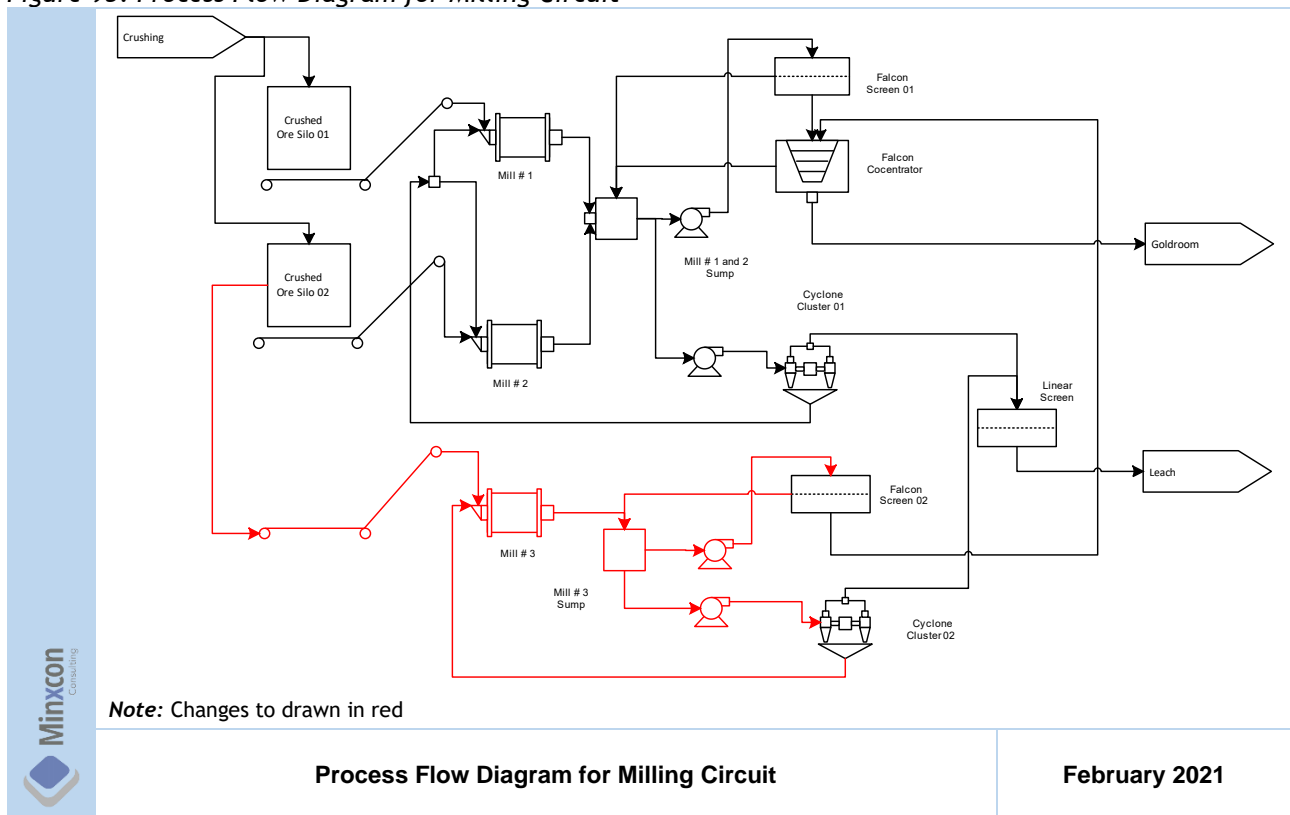 Crushing
Crushed
Ore Silo 01
Mill # 1
Falcon
Screen 01
Falcon
Cocentrator
Goldroom
Mill # 1 and 2
Sump
Crushed
Ore Silo 02
Cyclone
Cluster 01
Mill # 2
Linear
Screen
Leach
Falcon
Screen 02
Mill # 3
Mill # 3
Sump
Cyclone
Cluster 02
Minxcon
Consulting
Note: Changes to drawn in red
Process Flow Diagram for Milling Circuit
February 2021